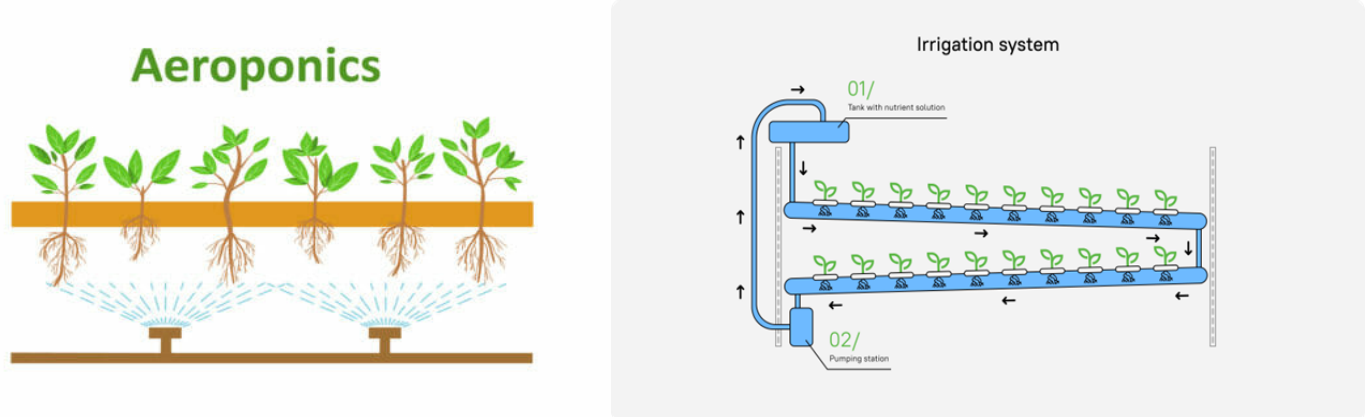 Aeroponics
Irrigation system
01/
Tank with nutrient solution
02/
Pumping station